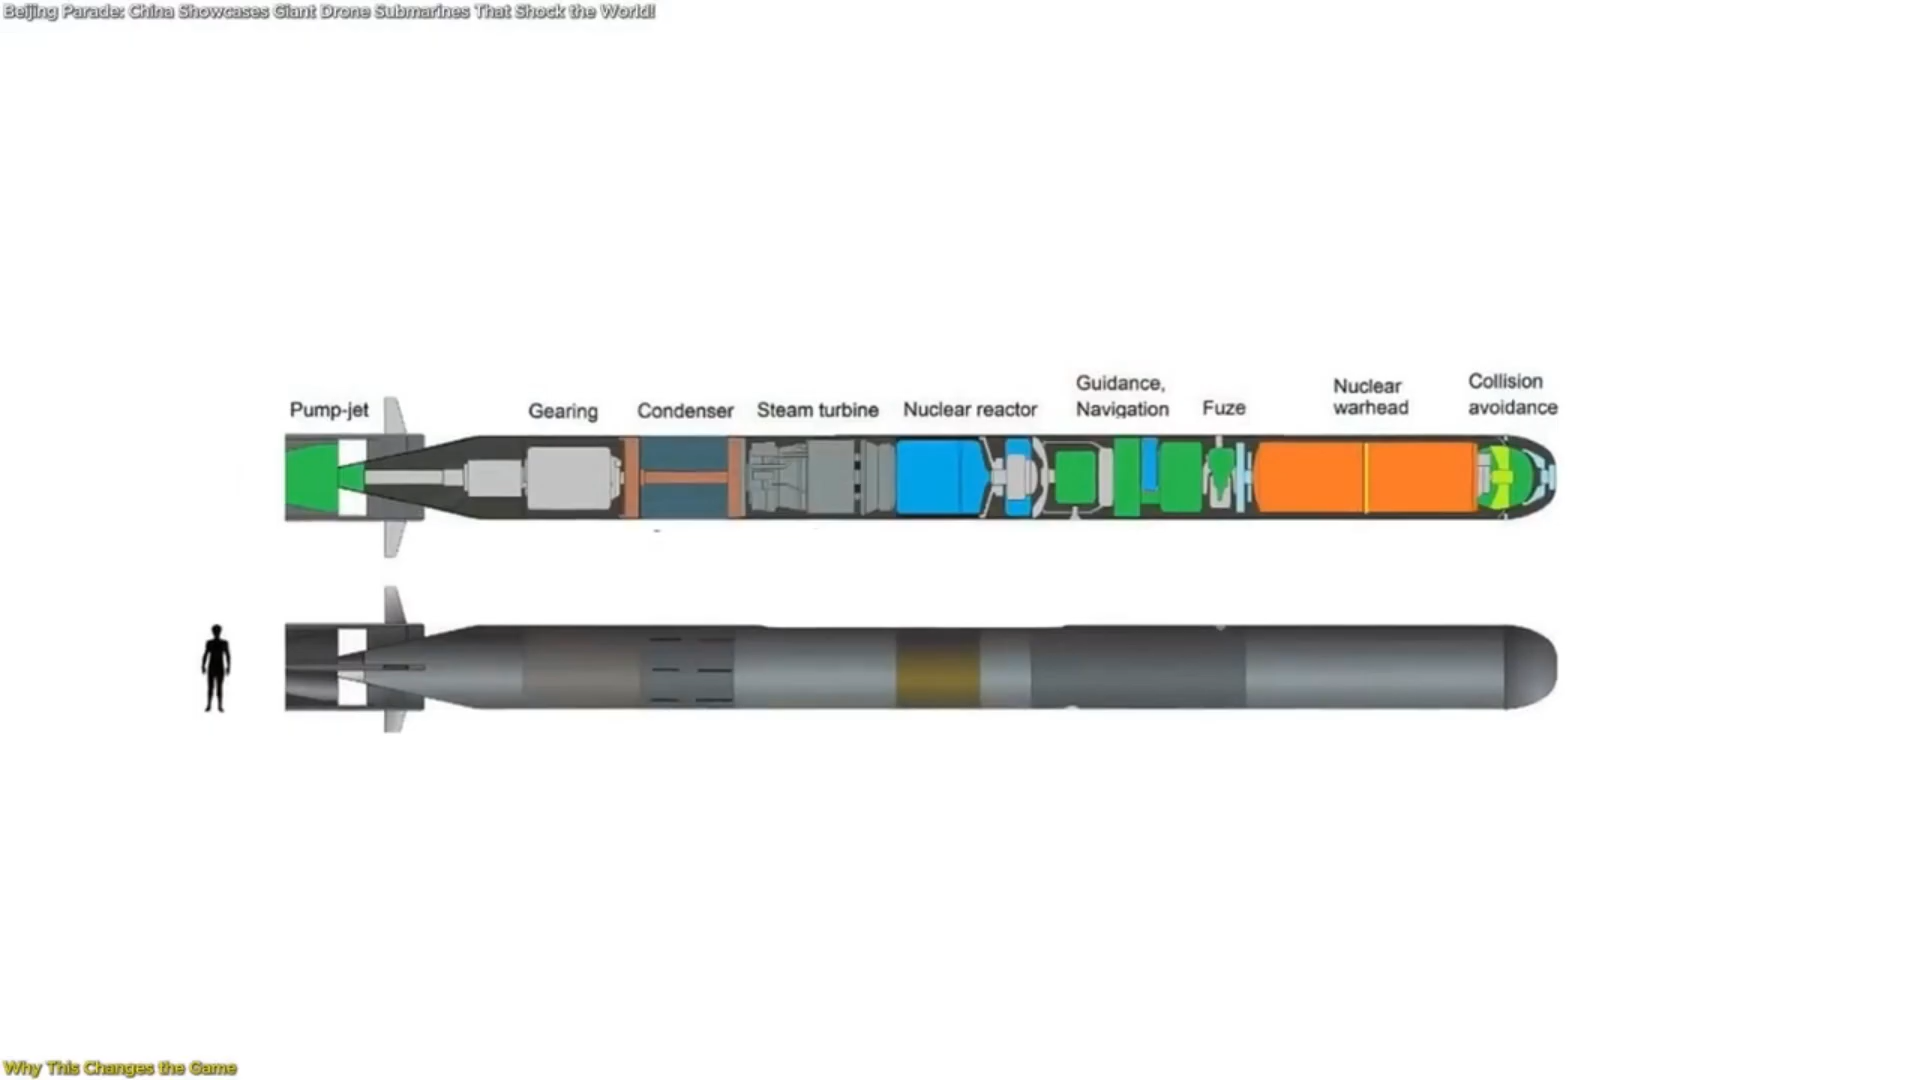 Beijing Parade: China Showcases Giant Drone Submarines That Shock the World!
Pump-jet
Gearing
Condenser
Steam turbine
Nuclear reactor
Guidance,
Navigation
Fuze
Nuclear
warhead
Collision
avoidance
Why This Changes the Game